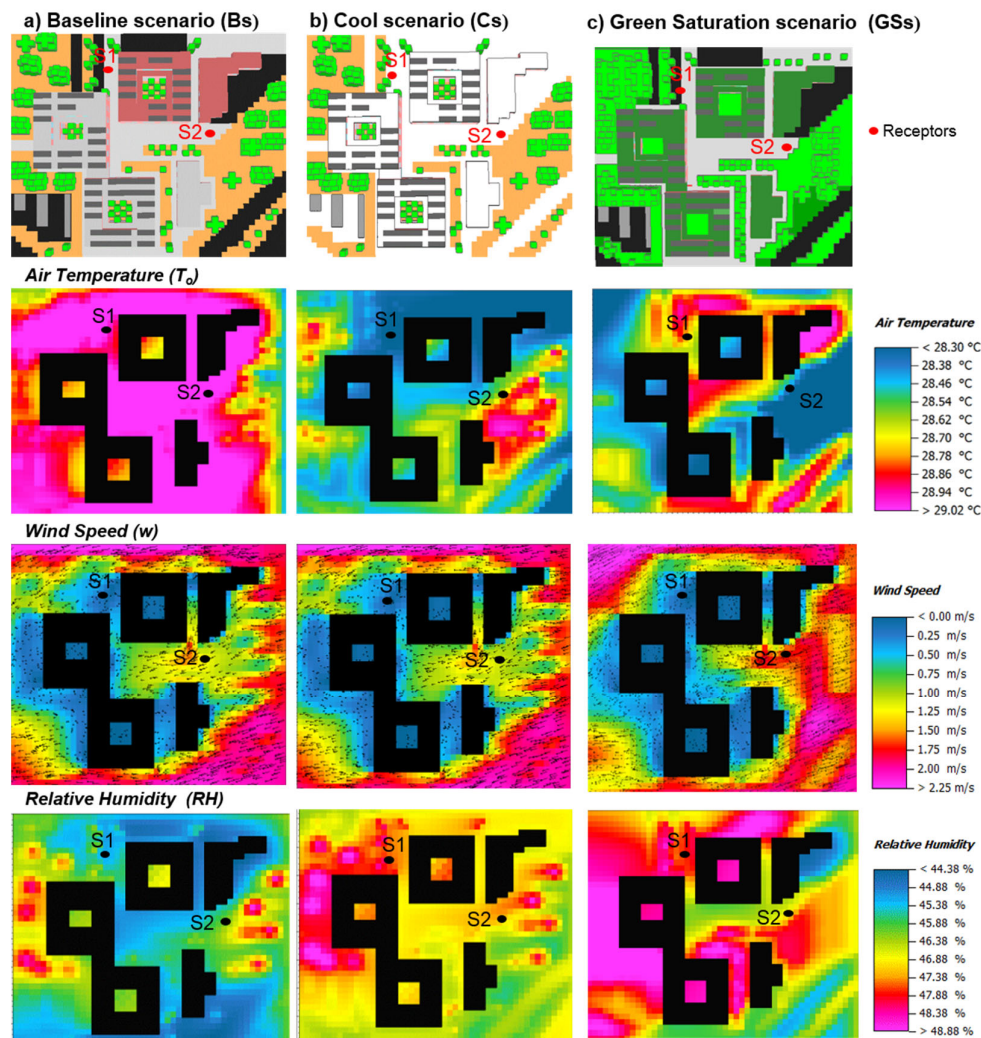 a) Baseline scenario (Bs)
b) Cool scenario (Cs)
c) Green Saturation scenario (GSs)
S1
S2
S1
S2
S1
S2
Receptors
Air Temperature (To)
S1
S2
S1
S2
S1
S2
Air Temperature
< 28.30 °C
28.38 °C
28.46 °C
28.54 °C
28.62 °C
28.70 °C
28.78 °C
28.86 °C
28.94 °C
> 29.02 °C
Wind Speed (w)
S1
S2
S1
S2
S1
S2
Wind Speed
< 0.00 m/s
0.25 m/s
0.50 m/s
0.75 m/s
1.00 m/s
1.25 m/s
1.50 m/s
1.75 m/s
2.00 m/s
> 2.25 m/s
Relative Humidity (RH)
S1
S2
S1
S2
S1
S2
Relative Humidity
< 44.38 %
44.88 %
45.38 %
45.88 %
46.38 %
46.88 %
47.38 %
47.88 %
48.38 %
> 48.88 %